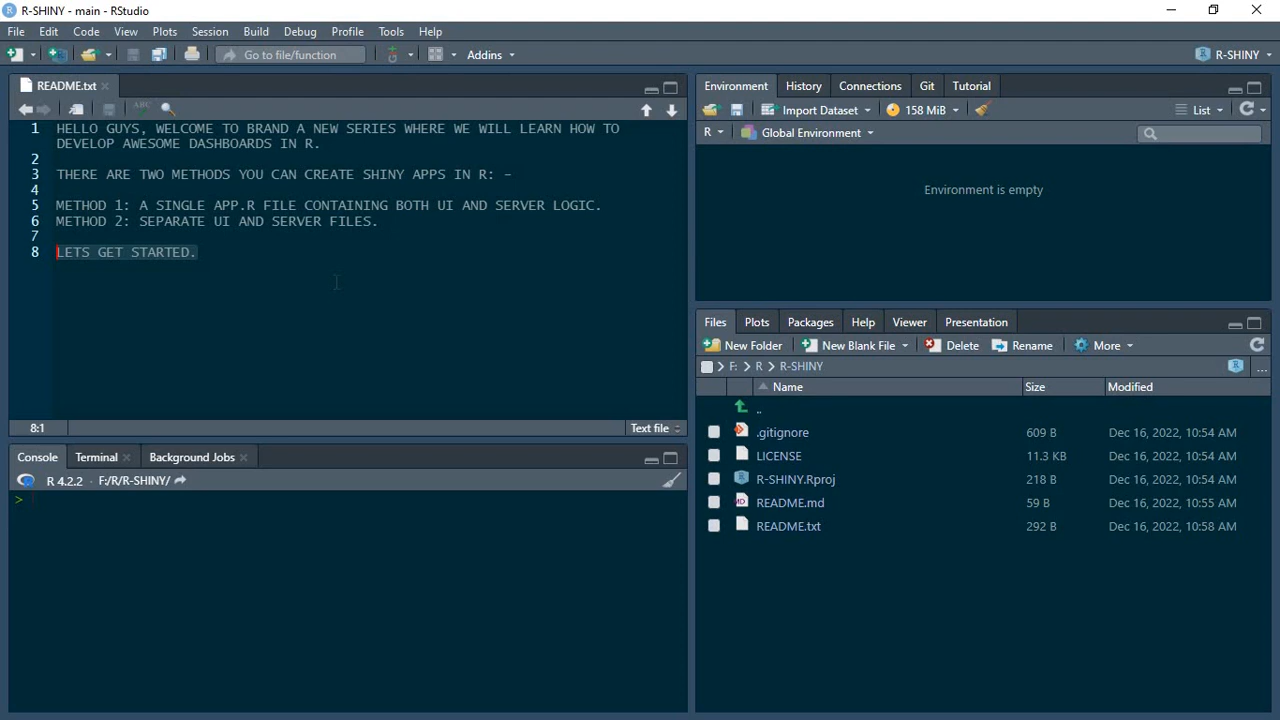 R-SHINY - main - RStudio
File Edit Code View Plots Session Build Debug Profile Tools Help
Go to file/function Addins R-SHINY
README.txt
ABC
1 HELLO GUYS, WELCOME TO BRAND A NEW SERIES WHERE WE WILL LEARN HOW TO
DEVELOP AWESOME DASHBOARDS IN R.
2
3 THERE ARE TWO METHODS YOU CAN CREATE SHINY APPS IN R: -
4
5 METHOD 1: A SINGLE APP.R FILE CONTAINING BOTH UI AND SERVER LOGIC.
6 METHOD 2: SEPARATE UI AND SERVER FILES.
7
8 LETS GET STARTED.
8:1 Text file
Console Terminal Background Jobs
R 4.2.2 · F:/R/R-SHINY/
>
Environment History Connections Git Tutorial
Import Dataset 158 MiB List
R Global Environment
Environment is empty
Files Plots Packages Help Viewer Presentation
New Folder New Blank File Delete Rename More
F: > R > R-SHINY ...
Name Size Modified
..
.gitignore 609 B Dec 16, 2022, 10:54 AM
LICENSE 11.3 KB Dec 16, 2022, 10:54 AM
R-SHINY.Rproj 218 B Dec 16, 2022, 10:54 AM
README.md 59 B Dec 16, 2022, 10:55 AM
README.txt 292 B Dec 16, 2022, 10:58 AM